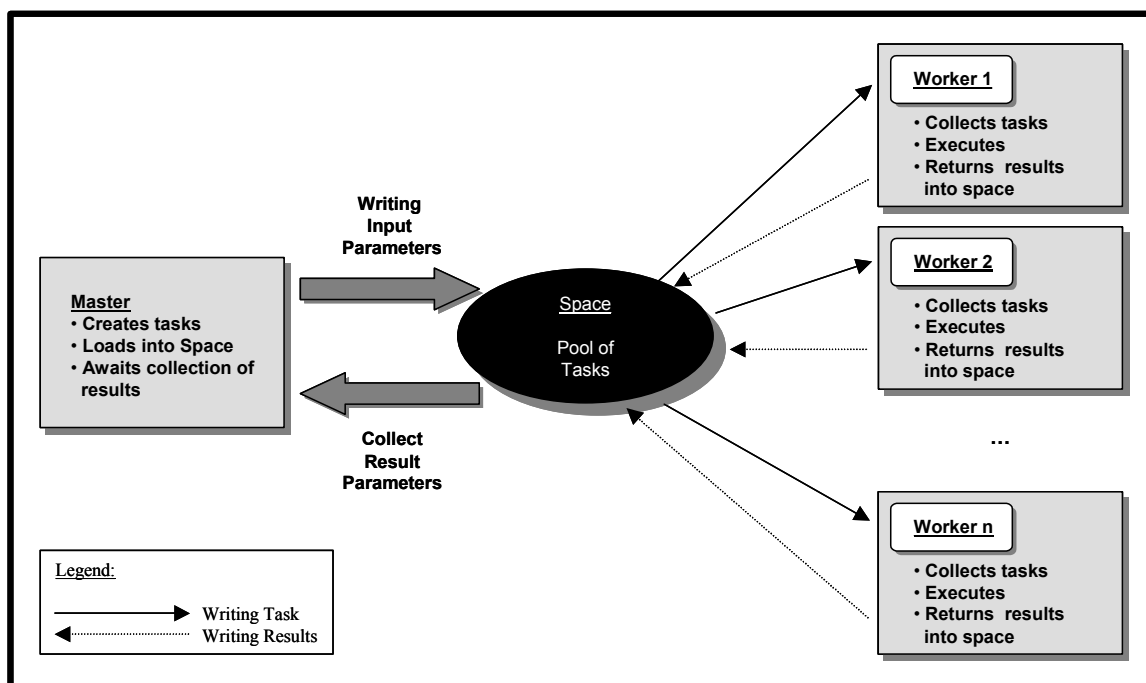 Writing
Input
Parameters
Master
• Creates tasks
• Loads into Space
• Awaits collection of
results
Collect
Result
Parameters
Space
Pool of
Tasks
Worker 1
• Collects tasks
• Executes
• Returns results
into space
Worker 2
• Collects tasks
• Executes
• Returns results
into space
...
Worker n
• Collects tasks
• Executes
• Returns results
into space
Legend:
Writing Task
Writing Results